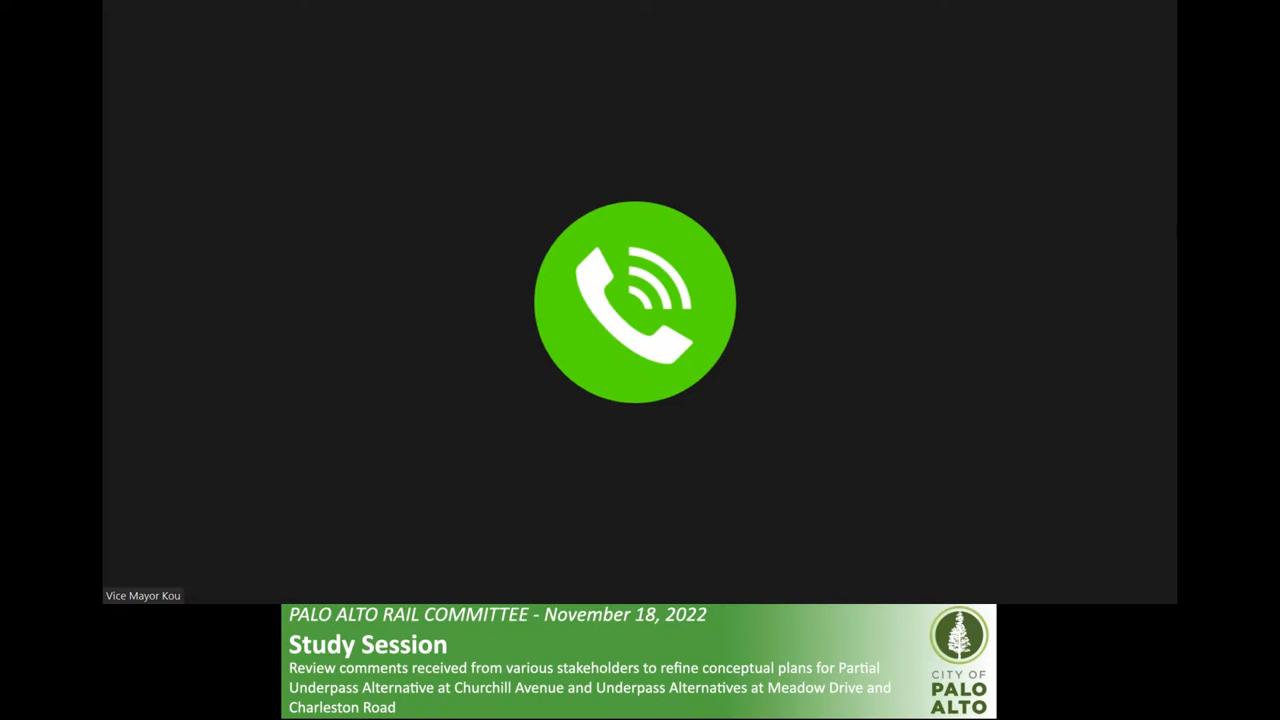 Vice Mayor Kou
PALO ALTO RAIL COMMITTEE - November 18, 2022
Study Session
Review comments received from various stakeholders to refine conceptual plans for Partial
Underpass Alternative at Churchill Avenue and Underpass Alternatives at Meadow Drive and
Charleston Road
CITY OF
PALO
ALTO